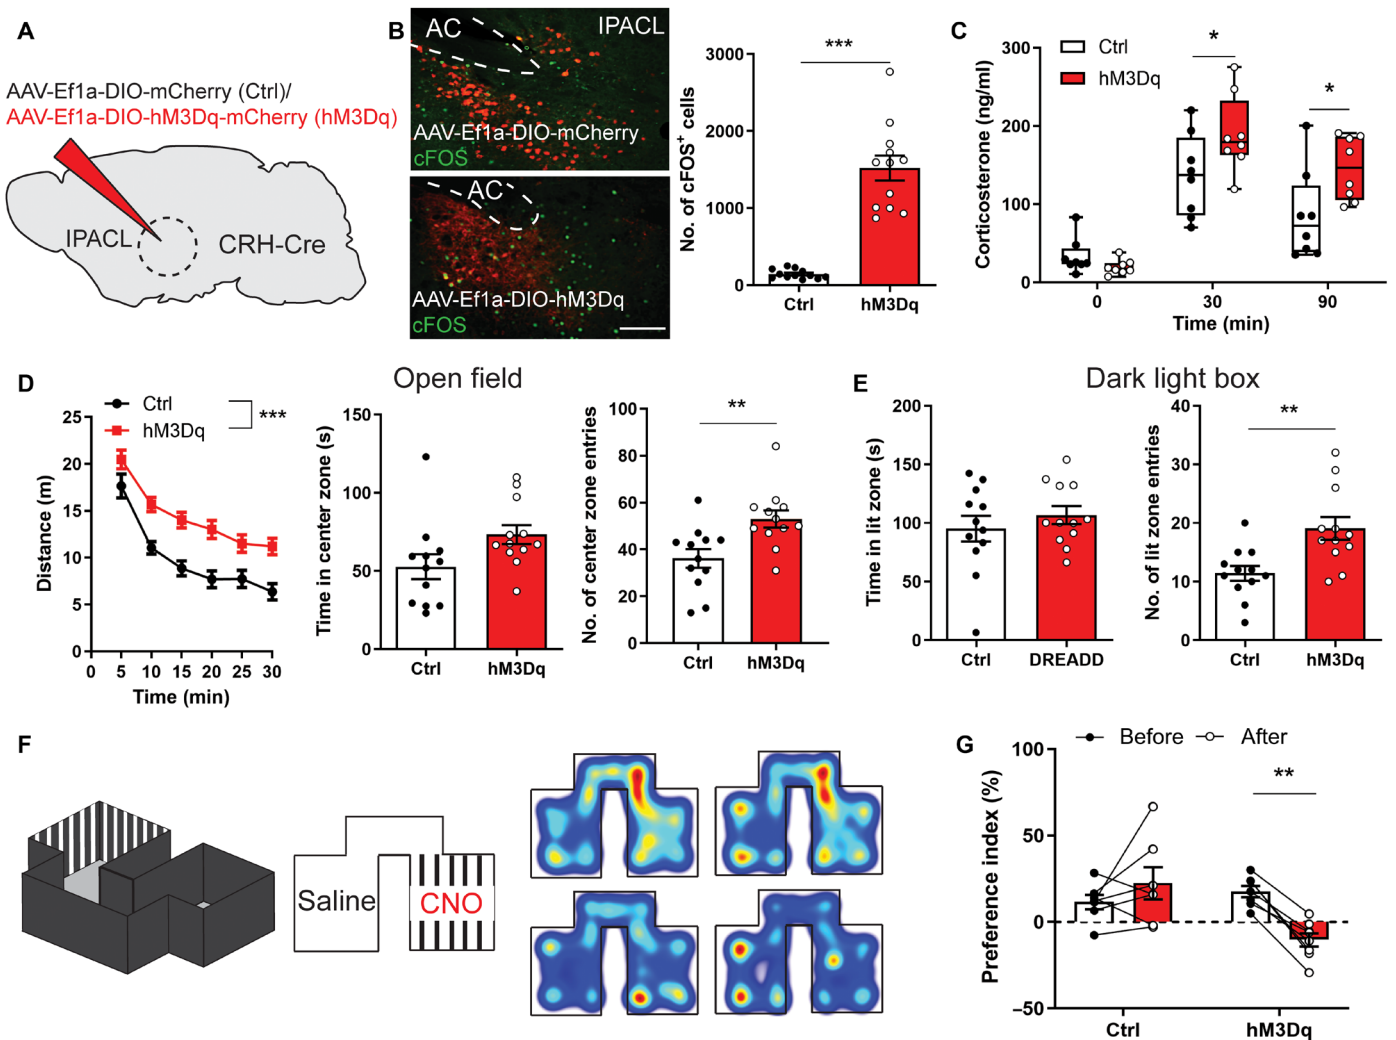 A
AAV-Ef1a-DIO-mCherry (Ctrl)/
AAV-Ef1a-DIO-hM3Dq-mCherry (hM3Dq)
IPACL
CRH-Cre
B
AC
IPACL
AAV-Ef1a-DIO-mCherry
cFOS
AC
AAV-Ef1a-DIO-hM3Dq
cFOS
No. of cFOS+ cells
3000
2000
1000
0
***
Ctrl
hM3Dq
C
Corticosterone (ng/ml)
300
200
100
0
Ctrl
hM3Dq
*
*
0
30
90
Time (min)
D
Open field
Ctrl
hM3Dq
***
Distance (m)
25
20
15
10
5
0
0 5 10 15 20 25 30
Time (min)
Time in center zone (s)
150
100
50
0
Ctrl
hM3Dq
No. of center zone entries
100
80
60
40
20
0
**
Ctrl
hM3Dq
E
Dark light box
Time in lit zone (s)
200
150
100
50
0
Ctrl
DREADD
No. of lit zone entries
40
30
20
10
0
**
Ctrl
hM3Dq
F
Saline
CNO
G
Before
After
Preference index (%)
100
50
0
−50
**
Ctrl
hM3Dq